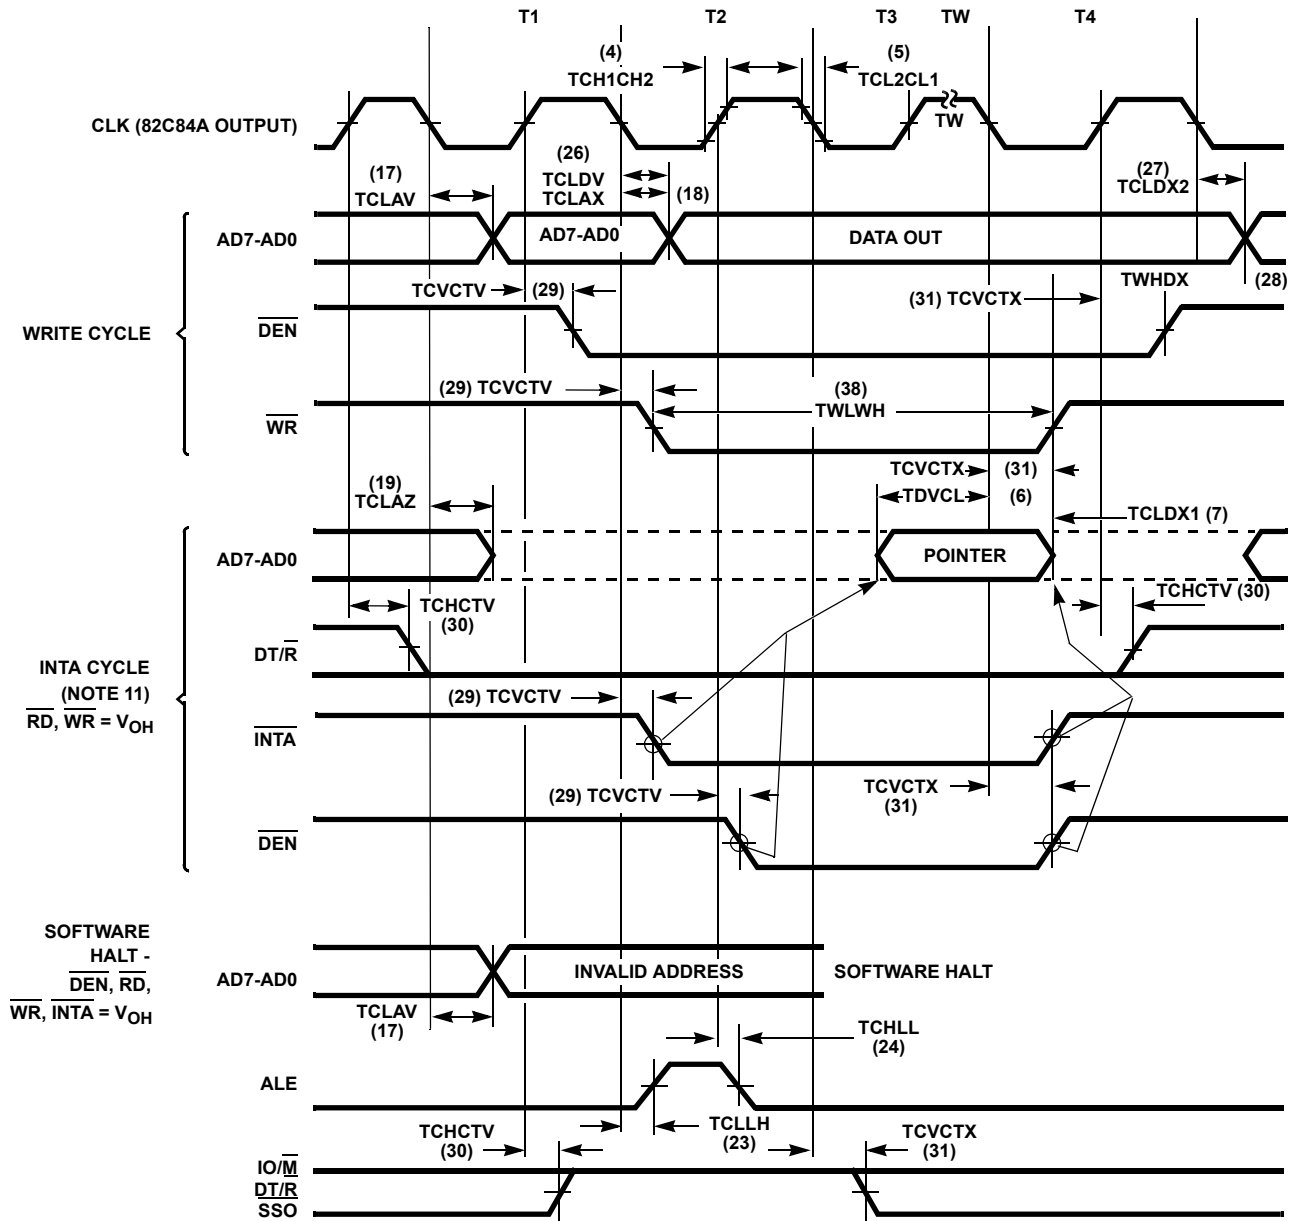 T1 T2 T3 TW T4
(4) TCH1CH2
(5) TCL2CL1
CLK (82C84A OUTPUT)
TW
(17) TCLAV
(26) TCLDV
TCLAX (18)
(27) TCLDX2
AD7-AD0
AD7-AD0
DATA OUT
TCVCTV (29)
(31) TCVCTX
TWHDX (28)
WRITE CYCLE
DEN
(29) TCVCTV
(38) TWLWH
WR
TCVCTX (31)
(19) TCLAZ
TDVCL (6)
TCLDX1 (7)
AD7-AD0
POINTER
TCHCTV (30)
TCHCTV (30)
DT/R
INTA CYCLE
(NOTE 11)
RD, WR = VOH
(29) TCVCTV
INTA
(29) TCVCTV
TCVCTX (31)
DEN
SOFTWARE
HALT -
DEN, RD,
WR, INTA = VOH
AD7-AD0
INVALID ADDRESS
SOFTWARE HALT
TCLAV (17)
TCHLL (24)
ALE
TCLLH (23)
TCHCTV (30)
TCVCTX (31)
IO/M
DT/R
SSO